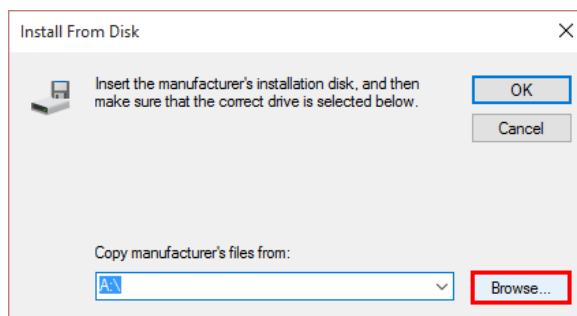 Install From Disk
Insert the manufacturer's installation disk, and then
make sure that the correct drive is selected below.
OK
Cancel
Copy manufacturer's files from:
A:\
Browse...